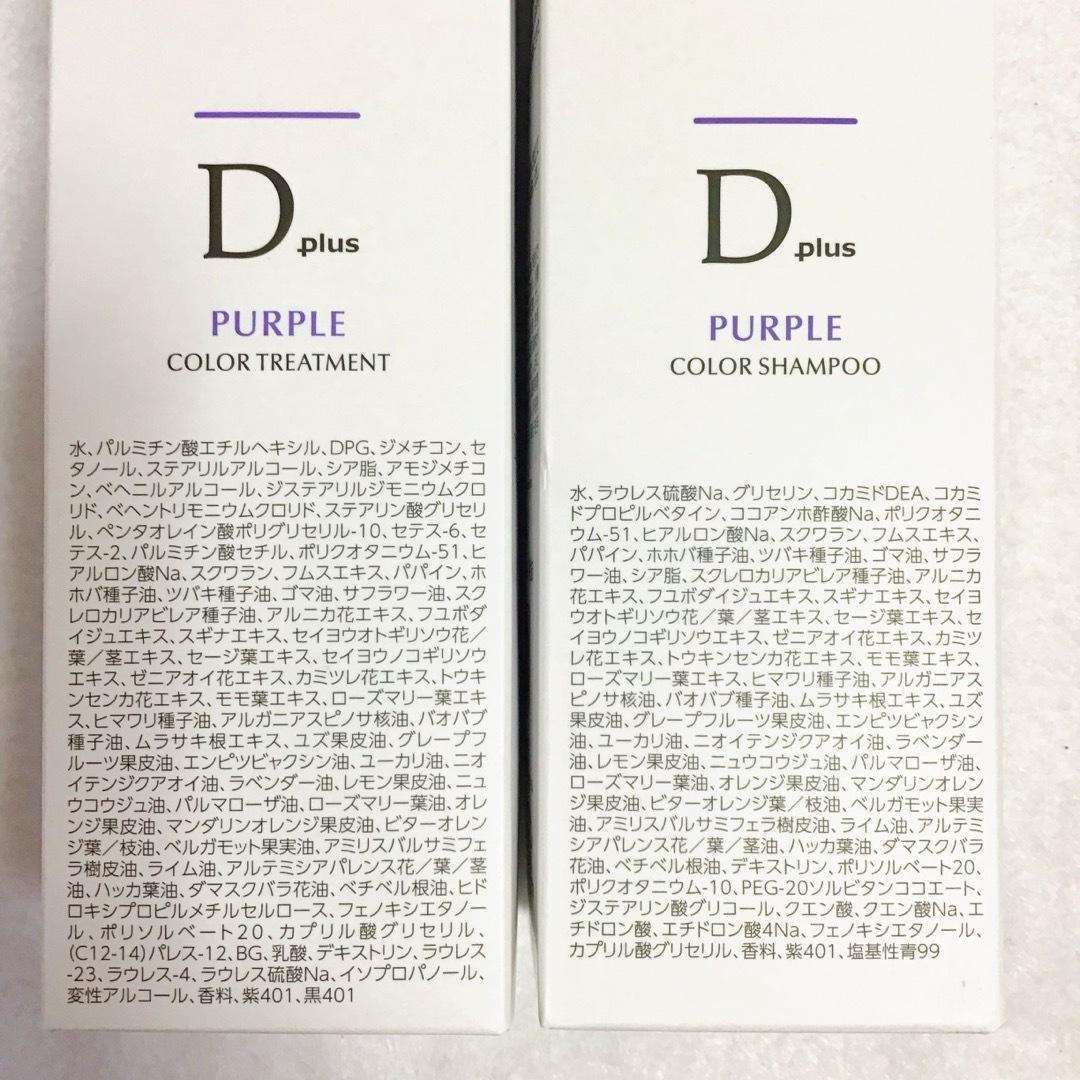 D plus
PURPLE
COLOR TREATMENT
水、パルミチン酸エチルヘキシル、DPG、ジメチコン、セ
タノール、ステアリルアルコール、シア脂、アモジメチコ
ン、ベヘニルアルコール、ジステアリルジモニウムクロ
リド、ベヘントリモニウムクロリド、ステアリン酸グリセリ
ル、ペンタオレイン酸ポリグリセリル-10、セテス-6、セ
テス-2、パルミチン酸セチル、ポリクオタニウム-51、ヒ
アルロン酸Na、スクワラン、フムスエキス、パパイン、ホ
ホバ種子油、ツバキ種子油、ゴマ油、サフラワー油、スク
レロカリアビレア種子油、アルニカ花エキス、フユボダ
イジュエキス、スギナエキス、セイヨウオトギリソウ花／
葉／茎エキス、セージ葉エキス、セイヨウノコギリソウ
エキス、ゼニアオイ花エキス、カミツレ花エキス、トウキ
ンセンカ花エキス、モモ葉エキス、ローズマリー葉エキ
ス、ヒマワリ種子油、アルガニアスピノサ核油、バオバブ
種子油、ムラサキ根エキス、ユズ果皮油、グレープフ
ルーツ果皮油、エンピツビャクシン油、ユーカリ油、ニオ
イテンジクアオイ油、ラベンダー油、レモン果皮油、ニュ
ウコウジュ油、パルマローザ油、ローズマリー葉油、オレ
ンジ果皮油、マンダリンオレンジ果皮油、ビターオレン
ジ葉／枝油、ベルガモット果実油、アミリスバルサミフェ
ラ樹皮油、ライム油、アルテミシアパレンス花／葉／茎
油、ハッカ葉油、ダマスクバラ花油、ベチベル根油、ヒド
ロキシプロピルメチルセルロース、フェノキシエタノー
ル、ポリソルベート20、カプリル酸グリセリル、
(C12-14)パレス-12、BG、乳酸、デキストリン、ラウレス
-23、ラウレス-4、ラウレス硫酸Na、イソプロパノール、
変性アルコール、香料、紫401、黒401
D plus
PURPLE
COLOR SHAMPOO
水、ラウレス硫酸Na、グリセリン、コカミドDEA、コカミ
ドプロピルベタイン、ココアンホ酢酸Na、ポリクオタニ
ウム-51、ヒアルロン酸Na、スクワラン、フムスエキス、
パパイン、ホホバ種子油、ツバキ種子油、ゴマ油、サフラ
ワー油、シア脂、スクレロカリアビレア種子油、アルニカ
花エキス、フユボダイジュエキス、スギナエキス、セイヨ
ウオトギリソウ花／葉／茎エキス、セージ葉エキス、セ
イヨウノコギリソウエキス、ゼニアオイ花エキス、カミツ
レ花エキス、トウキンセンカ花エキス、モモ葉エキス、
ローズマリー葉エキス、ヒマワリ種子油、アルガニアス
ピノサ核油、バオバブ種子油、ムラサキ根エキス、ユズ
果皮油、グレープフルーツ果皮油、エンピツビャクシン
油、ユーカリ油、ニオイテンジクアオイ油、ラベンダー
油、レモン果皮油、ニュウコウジュ油、パルマローザ油、
ローズマリー葉油、オレンジ果皮油、マンダリンオレン
ジ果皮油、ビターオレンジ葉／枝油、ベルガモット果実
油、アミリスバルサミフェラ樹皮油、ライム油、アルテミ
シアパレンス花／葉／茎油、ハッカ葉油、ダマスクバラ
花油、ベチベル根油、デキストリン、ポリソルベート20、
ポリクオタニウム-10、PEG-20ソルビタンココエート、
ジステアリン酸グリコール、クエン酸、クエン酸Na、エ
チドロン酸、エチドロン酸4Na、フェノキシエタノール、
カプリル酸グリセリル、香料、紫401、塩基性青99